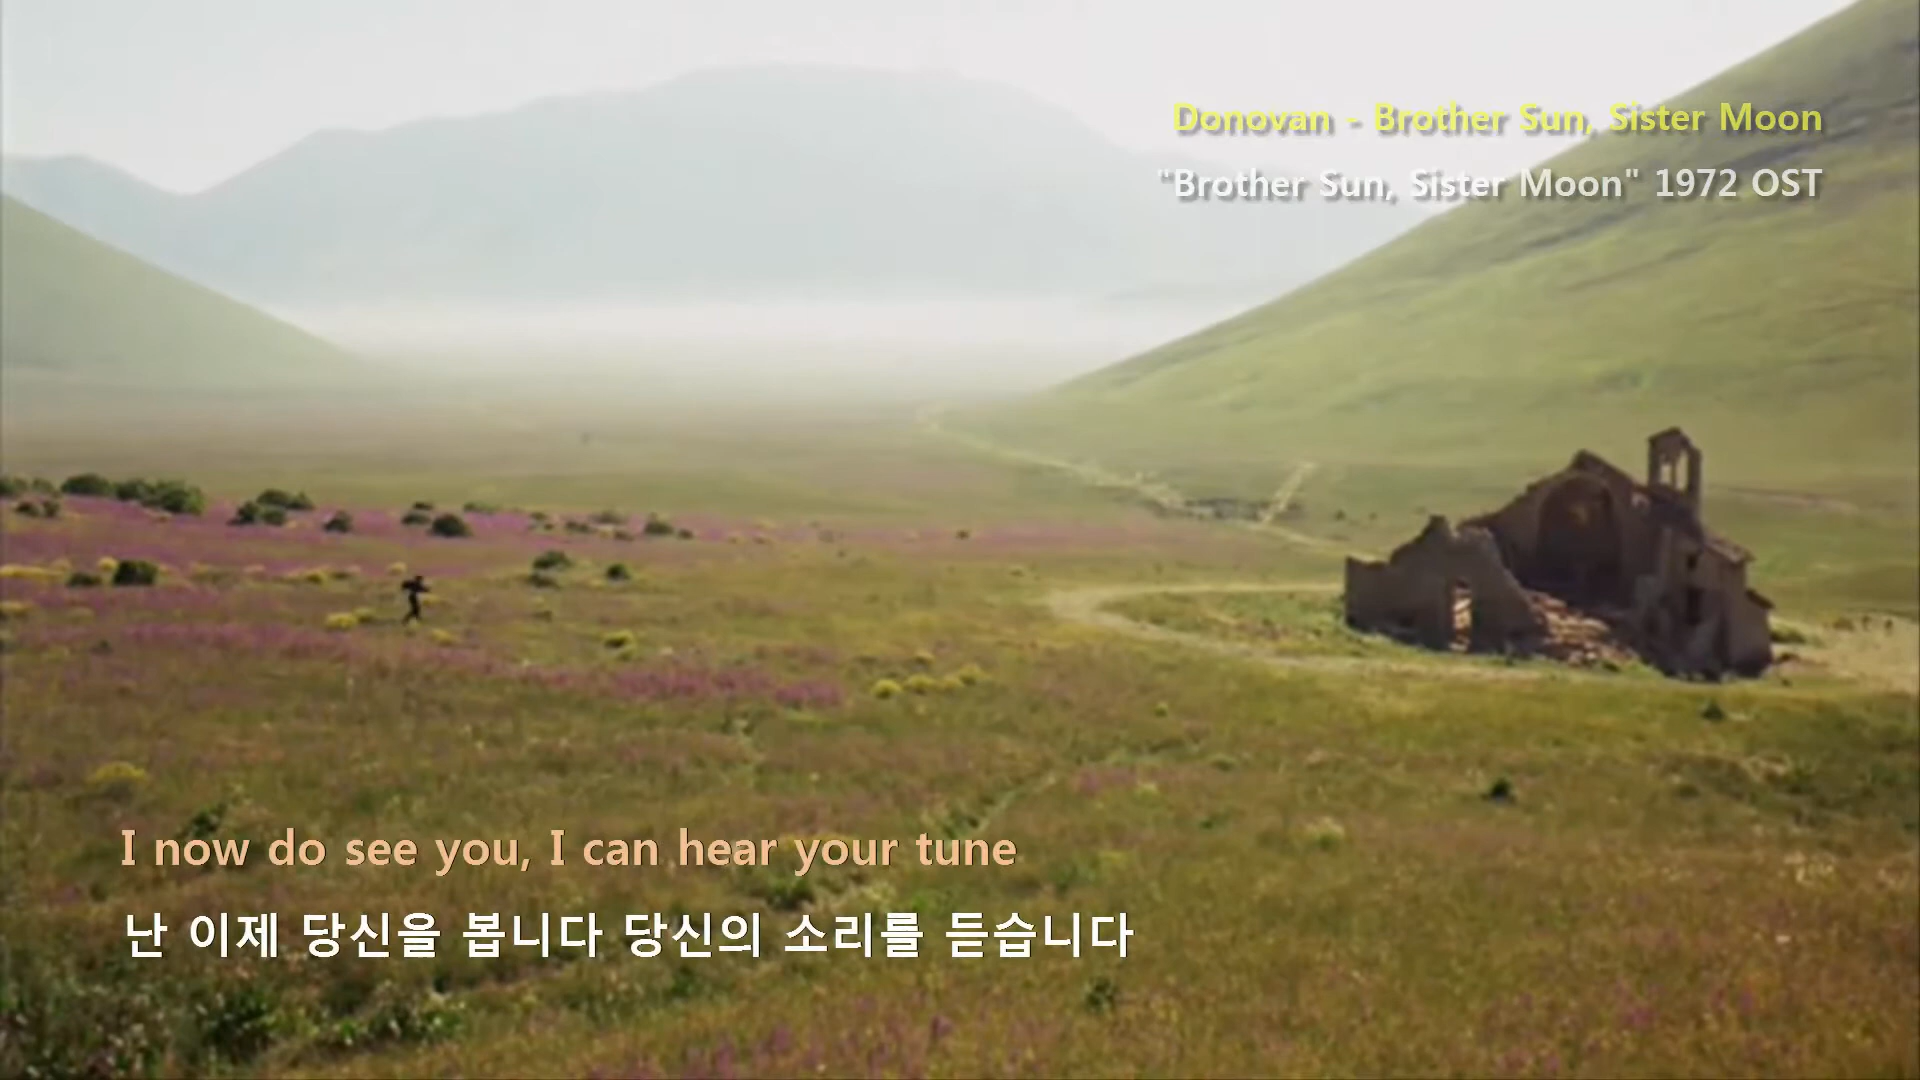 Donovan - Brother Sun, Sister Moon
"Brother Sun, Sister Moon" 1972 OST
I now do see you, I can hear your tune
난 이제 당신을 봅니다 당신의 소리를 듣습니다